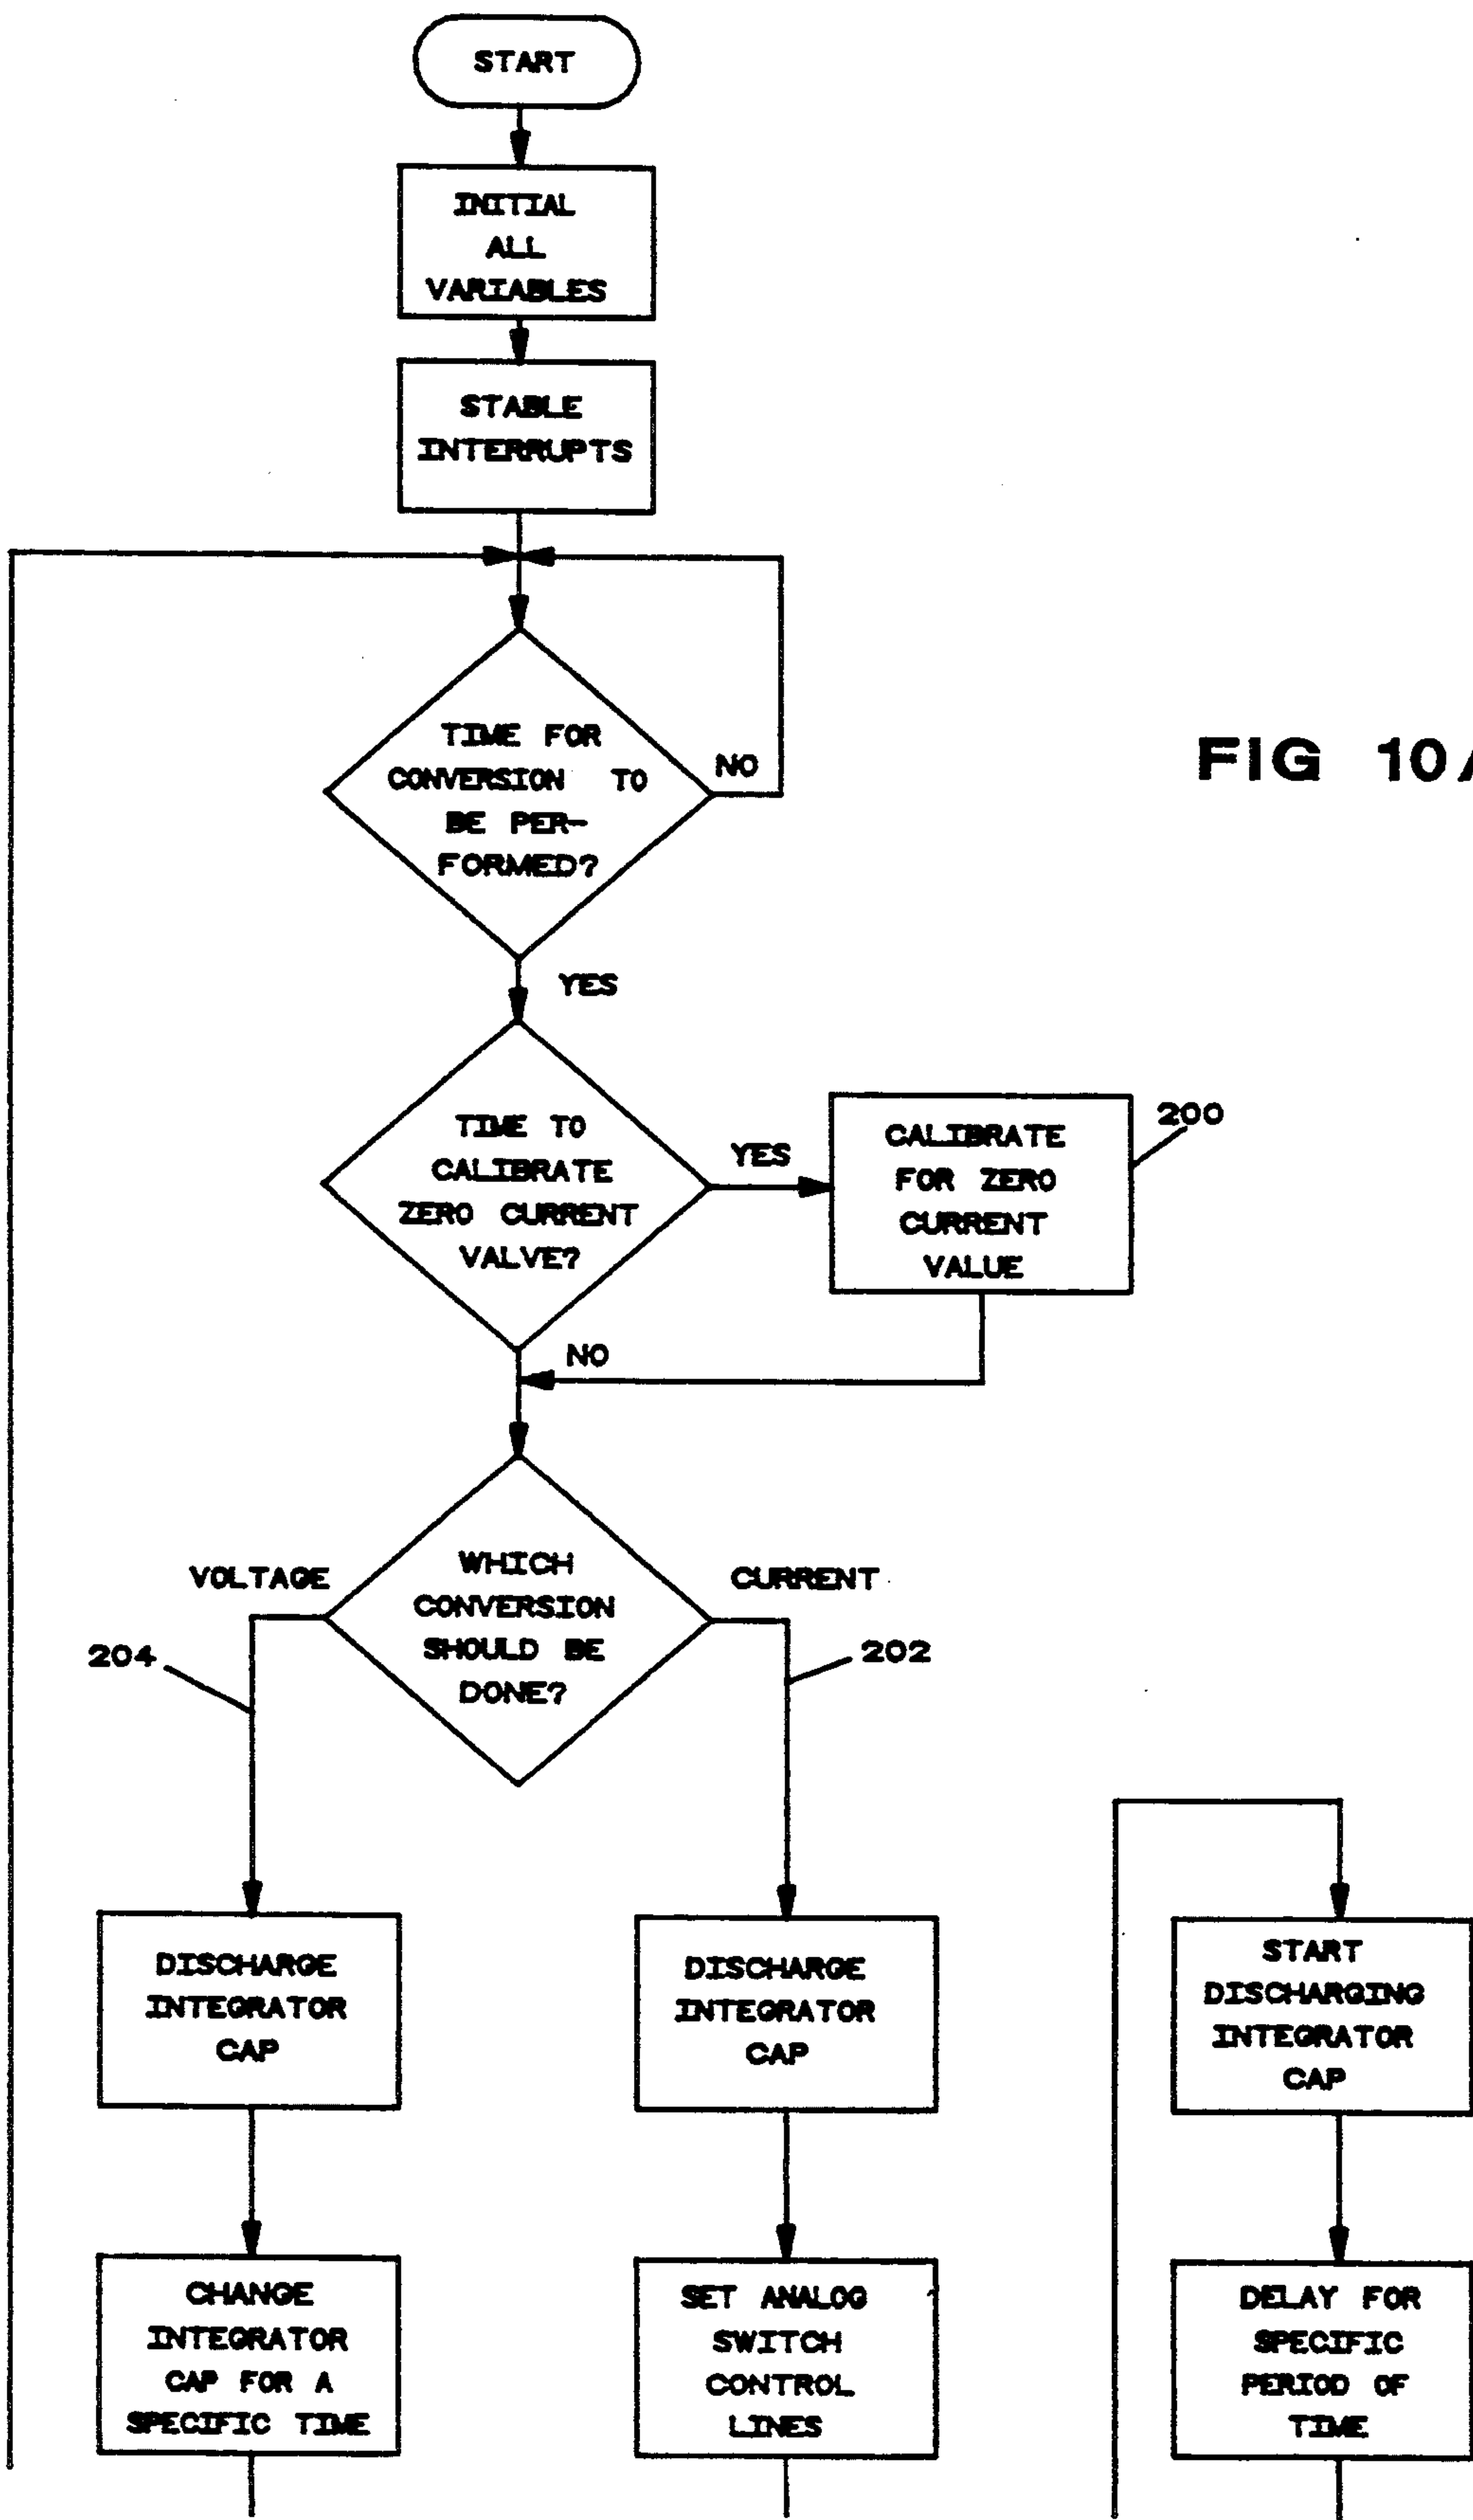 START
INITIAL
ALL
VARIABLES
STABLE
INTERRUPTS
TIME FOR
CONVERSION TO
BE PER-
FORMED?
NO
FIG 10A
YES
TIME TO
CALIBRATE
ZERO CURRENT
VALVE?
YES
CALIBRATE
FOR ZERO
CURRENT
VALUE
200
NO
WHICH
CONVERSION
SHOULD BE
DONE?
VOLTAGE
CURRENT
204
202
DISCHARGE
INTEGRATOR
CAP
DISCHARGE
INTEGRATOR
CAP
START
DISCHARGING
INTEGRATOR
CAP
CHANGE
INTEGRATOR
CAP FOR A
SPECIFIC TIME
SET ANALOG
SWITCH
CONTROL
LINES
DELAY FOR
SPECIFIC
PERIOD OF
TIME